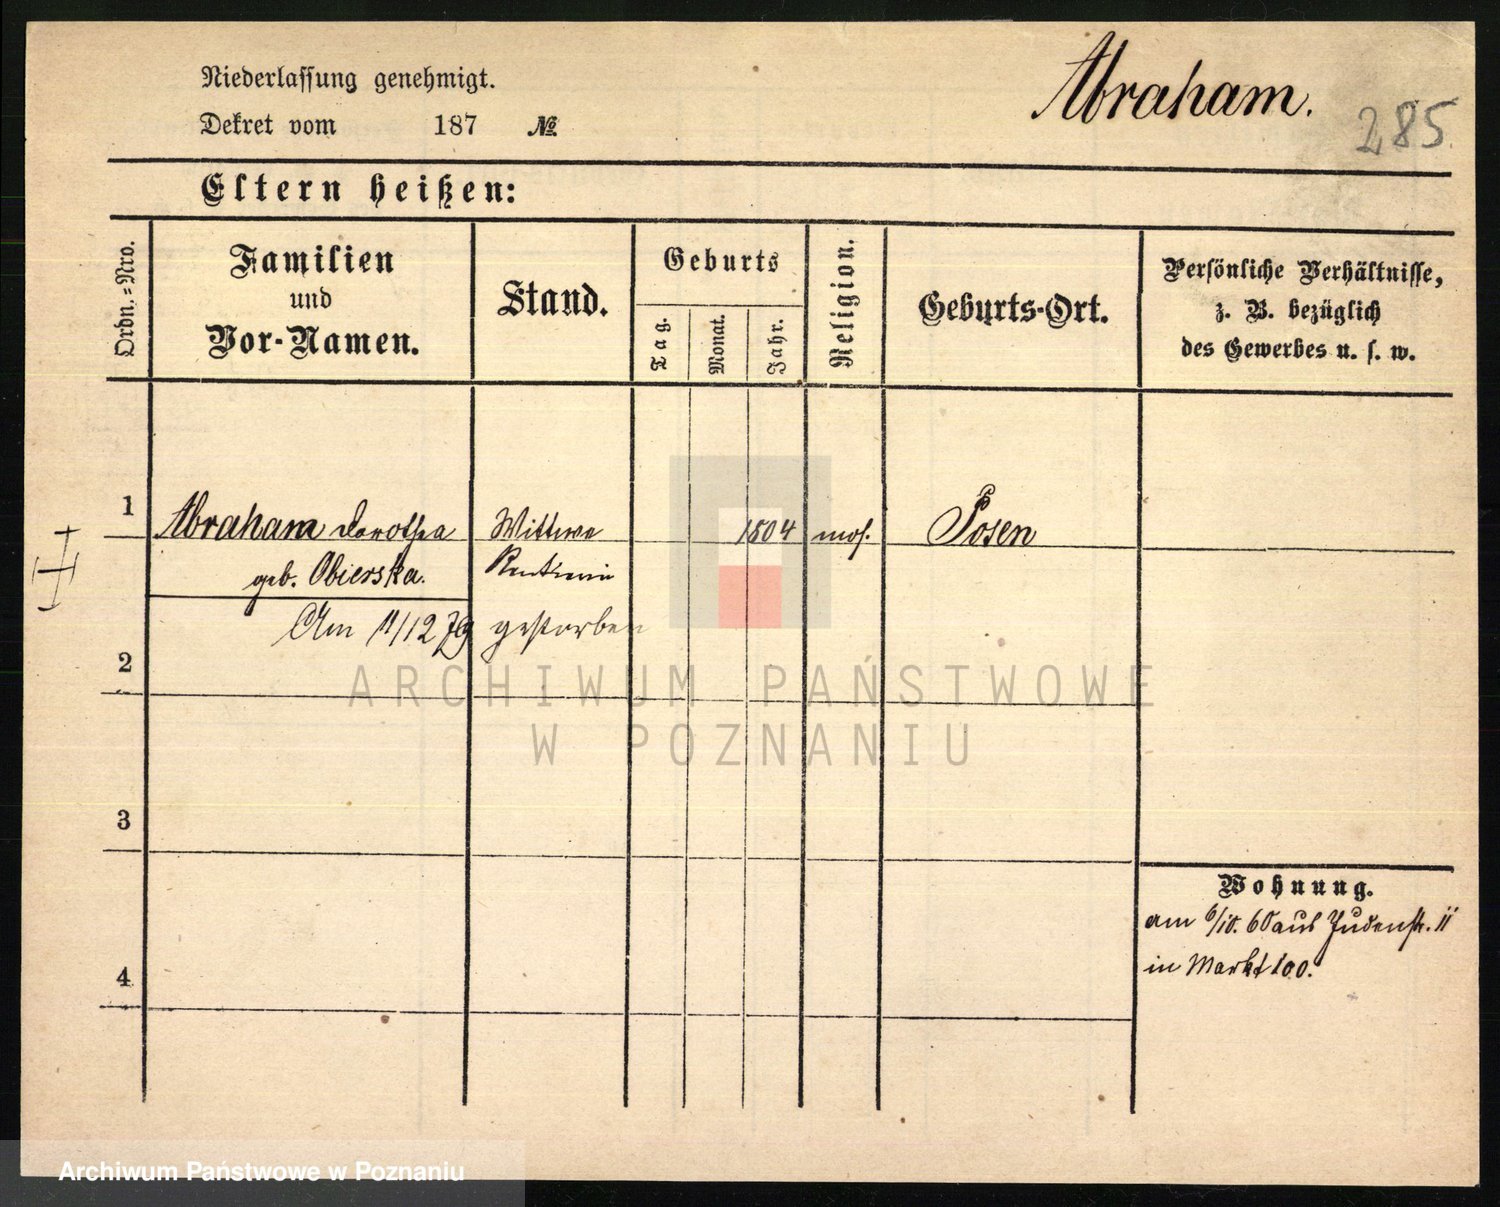 Niederlassung genehmigt.
Abraham.
285.
Dekret vom 187 №
Eltern heißen:
Ordn.-Nro.
Familien
und
Vor-Namen.
Stand.
Geburts
Tag.
Monat.
Jahr.
Religion.
Geburts-Ort.
Persönliche Verhältnisse,
z. B. bezüglich
des Gewerbes u. s. w.
1 Abraham Dorothea Wittwe 1804 mos. Posen
geb. Obierska. Rentierin
Am 11/12 79 gestorben
2
3
4
Wohnung.
am 6/10. 60 aus Judenstr. 11
in Markt 100.
ARCHIWUM PAŃSTWOWE
W POZNANIU
Archiwum Państwowe w Poznaniu